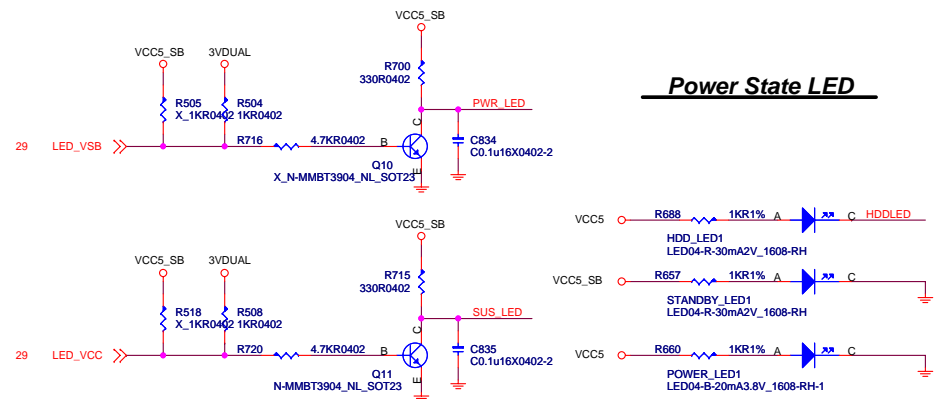 VCC5_SB
VCC5_SB 3VDUAL
R700
330R0402
Power State LED
R505
X_1KR0402
R504
1KR0402
PWR_LED
29 LED_VSB
R716 4.7KR0402
B
C
E
C834
C0.1u16X0402-2
Q10
X_N-MMBT3904_NL_SOT23
VCC5_SB
VCC5_SB 3VDUAL
R715
330R0402
R518
X_1KR0402
R508
1KR0402
SUS_LED
29 LED_VCC
R720 4.7KR0402
B
C
E
C835
C0.1u16X0402-2
Q11
N-MMBT3904_NL_SOT23
VCC5 R688 1KR1% A C HDDLED
HDD_LED1
LED04-R-30mA2V_1608-RH
VCC5_SB R657 1KR1% A C
STANDBY_LED1
LED04-R-30mA2V_1608-RH
VCC5 R660 1KR1% A C
POWER_LED1
LED04-B-20mA3.8V_1608-RH-1